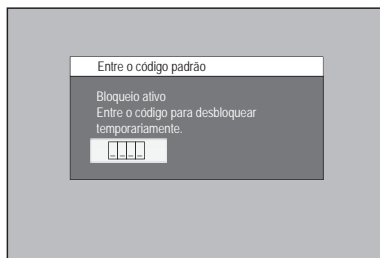 Entre o código padrão
Bloqueio ativo
Entre o código para desbloquear
temporariamente.
_ _ _ _